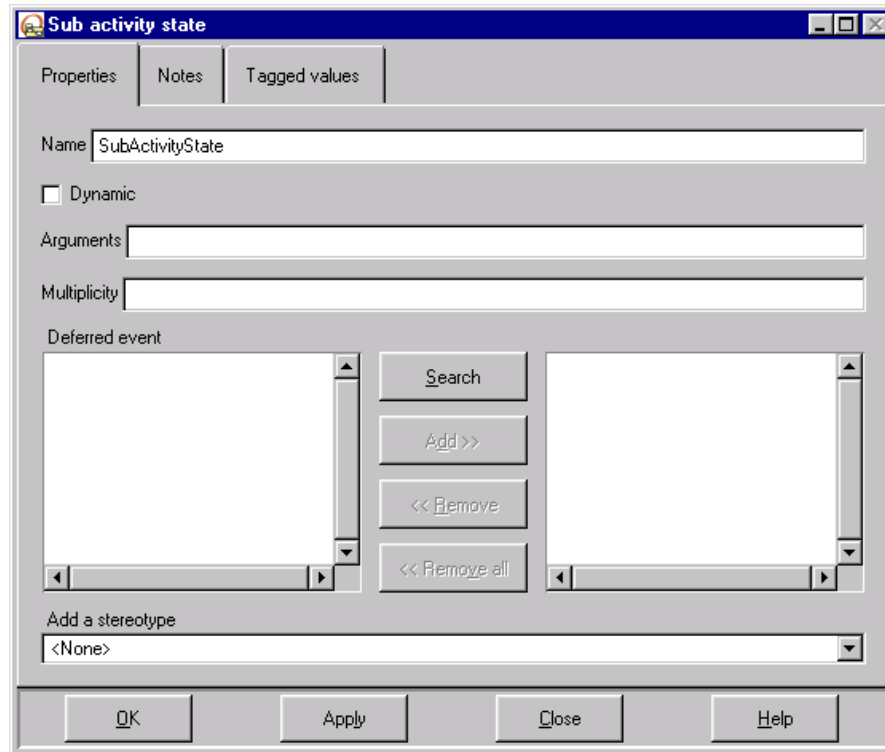 Sub activity state
Properties Notes Tagged values
Name SubActivityState
Dynamic
Arguments
Multiplicity
Deferred event
Search
Add >>
<< Remove
<< Remove all
Add a stereotype
<None>
OK Apply Close Help